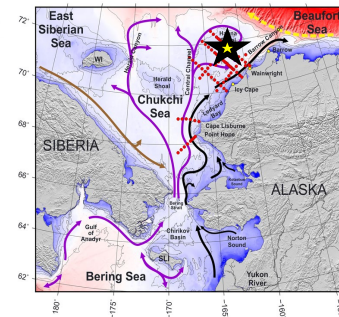 East
Siberian
Sea
Beaufort
Sea
72
WI
Herald
Shoal
Central Channel
Barrow
Wainwright
70
Icy Cape
Chukchi
Sea
Ledyard
Bay
Cape Lisburne
Point Hope
68
SIBERIA
66
Bering
Strait
ALASKA
Gulf
of
Anadyr
Chirikov
Basin
Norton
Sound
64
SLI
Bering Sea
Yukon
River
62
180°
-175
-170
-165
-160